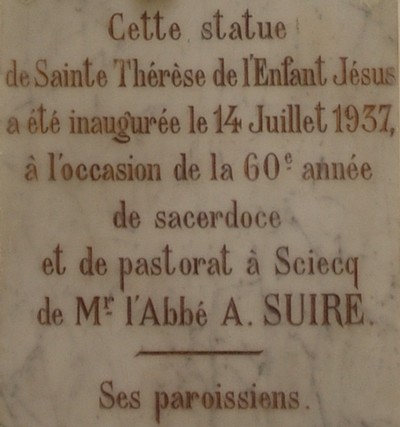 Cette statue
de Sainte Thérèse de l'Enfant Jésus
a été inaugurée le 14 Juillet 1937,
à l'occasion de la 60e année
de sacerdoce
et de pastorat à Sciecq
de Mr l'Abbé A. SUIRE.
Ses paroissiens.